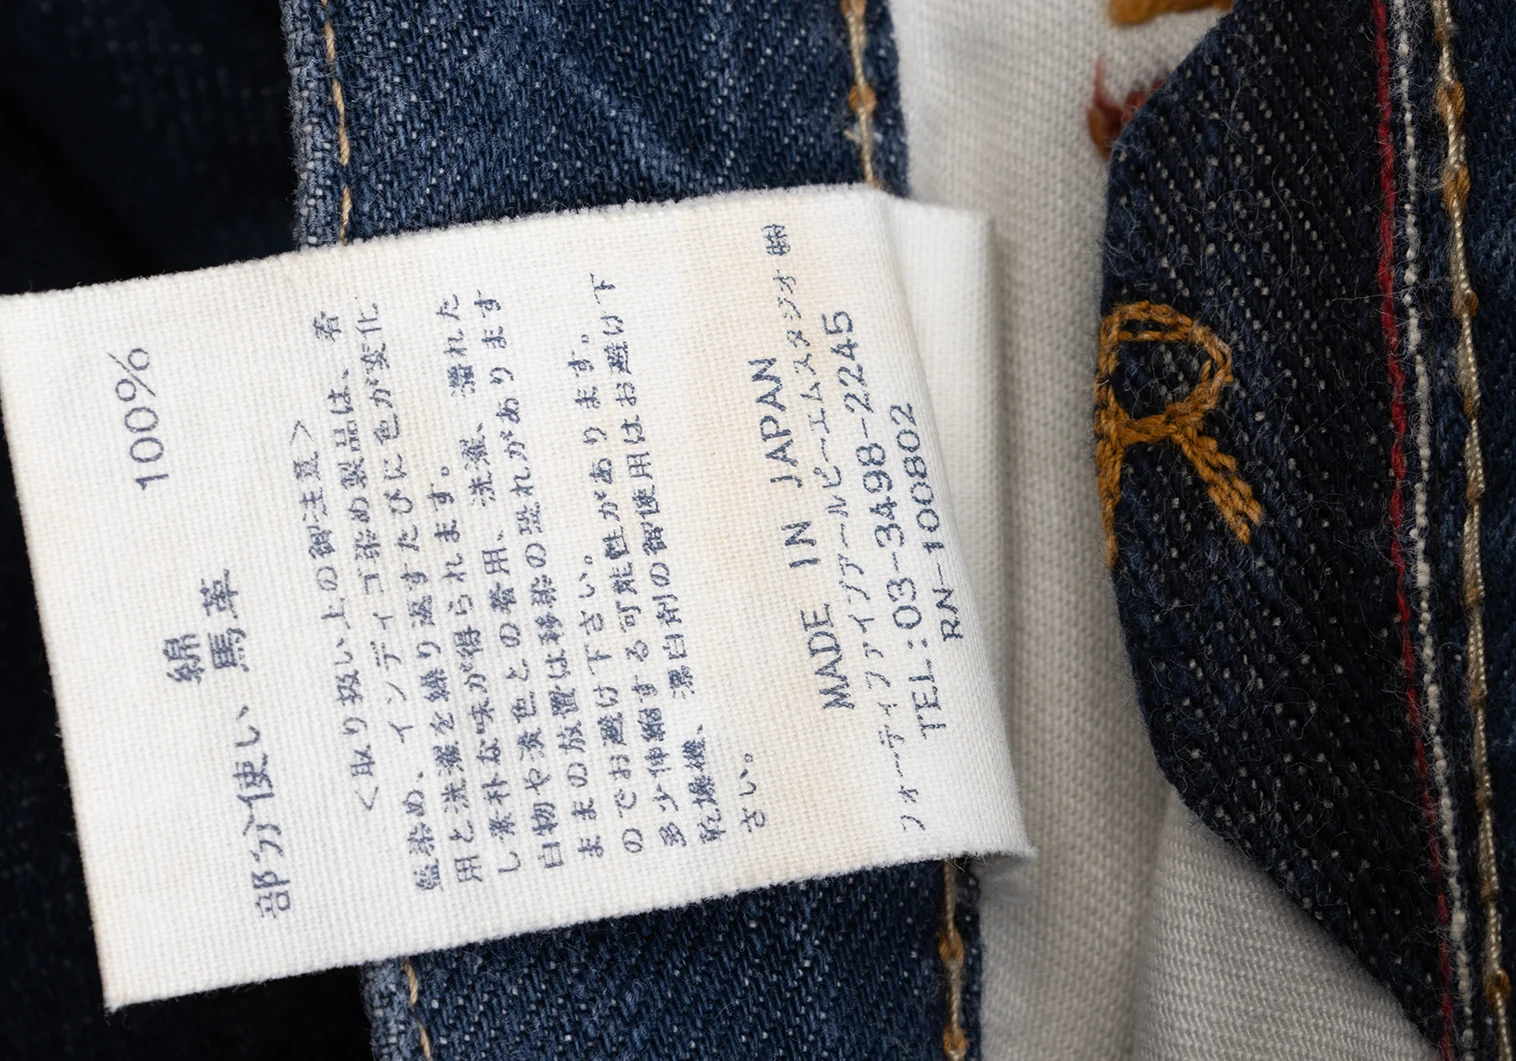 綿 100%
部分使い 馬革
<取り扱い上の御注意>
インディゴ染め製品は、着
藍染め、
用と洗濯を繰り返すたびに色が変化
し素朴な味が得られます。
白物や淡色との着用、洗濯、濡れた
ままの放置は移染の恐れがあります
のでお避け下さい。
多少伸縮する可能性があります。
乾燥機、漂白剤の御使用はお避け下
さい。
MADE IN JAPAN
フォーティファイブアールピーエムスタジオ㈱
TEL:03-3498-2245
RN-100802
R